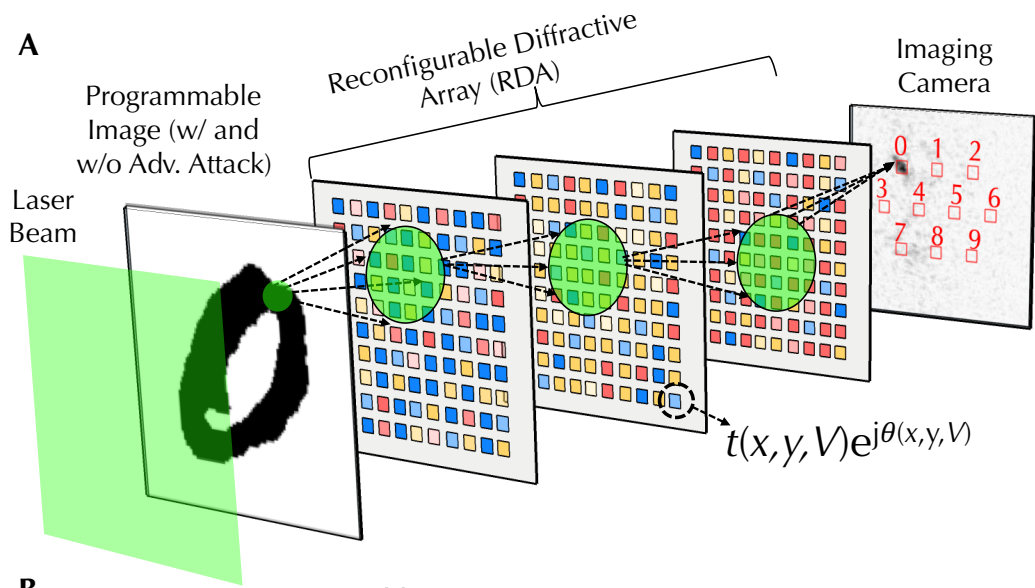 A
Reconfigurable Diffractive
Array (RDA)
Imaging
Camera
Programmable
Image (w/ and
w/o Adv. Attack)
Laser
Beam
0 1 2
3 4 5 6
7 8 9
t(x,y,V)e^{jθ(x,y,V)}
B